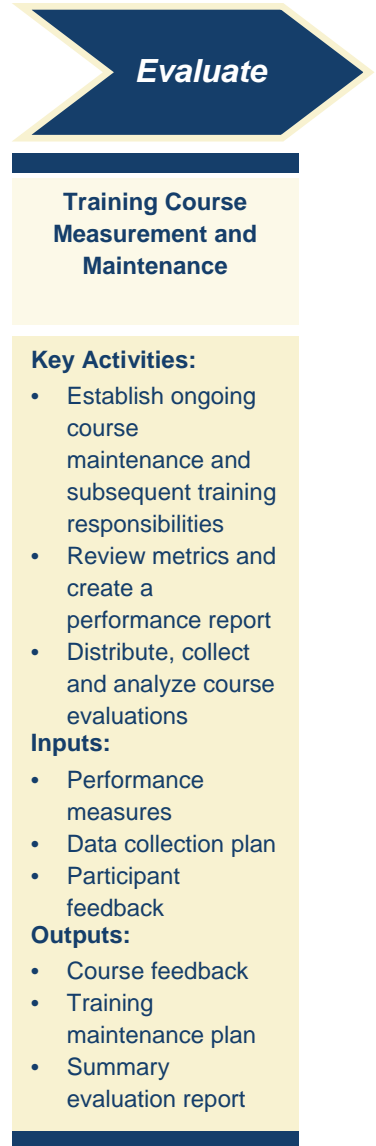 Evaluate
Training Course
Measurement and
Maintenance
Key Activities:
• Establish ongoing
course
maintenance and
subsequent training
responsibilities
• Review metrics and
create a
performance report
• Distribute, collect
and analyze course
evaluations
Inputs:
• Performance
measures
• Data collection plan
• Participant
feedback
Outputs:
• Course feedback
• Training
maintenance plan
• Summary
evaluation report